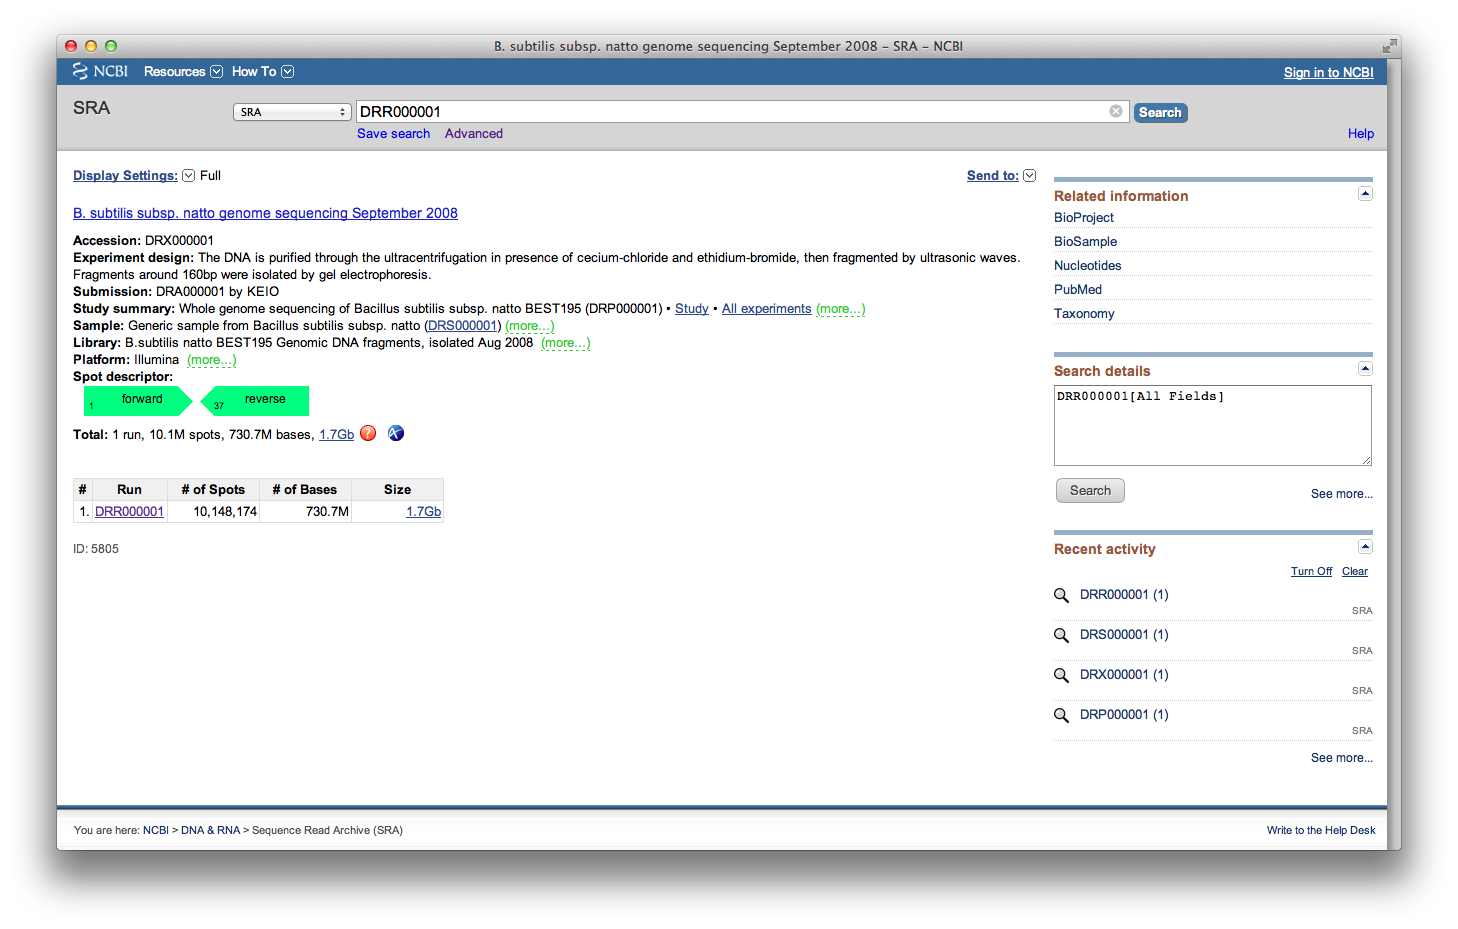 B. subtilis subsp. natto genome sequencing September 2008 – SRA – NCBI
NCBI Resources How To Sign in to NCBI
SRA SRA DRR000001 Search
Save search Advanced Help
Display Settings: Full Send to:
B. subtilis subsp. natto genome sequencing September 2008
Accession: DRX000001
Experiment design: The DNA is purified through the ultracentrifugation in presence of cecium-chloride and ethidium-bromide, then fragmented by ultrasonic waves.
Fragments around 160bp were isolated by gel electrophoresis.
Submission: DRA000001 by KEIO
Study summary: Whole genome sequencing of Bacillus subtilis subsp. natto BEST195 (DRP000001) • Study • All experiments (more...)
Sample: Generic sample from Bacillus subtilis subsp. natto (DRS000001) (more...)
Library: B.subtilis natto BEST195 Genomic DNA fragments, isolated Aug 2008 (more...)
Platform: Illumina (more...)
Spot descriptor:
1 forward 37 reverse
Total: 1 run, 10.1M spots, 730.7M bases, 1.7Gb ?
# Run # of Spots # of Bases Size
1. DRR000001 10,148,174 730.7M 1.7Gb
ID: 5805
Related information
BioProject
BioSample
Nucleotides
PubMed
Taxonomy
Search details
DRR000001[All Fields]
Search See more...
Recent activity
Turn Off Clear
DRR000001 (1)
SRA
DRS000001 (1)
SRA
DRX000001 (1)
SRA
DRP000001 (1)
SRA
See more...
You are here: NCBI > DNA & RNA > Sequence Read Archive (SRA) Write to the Help Desk